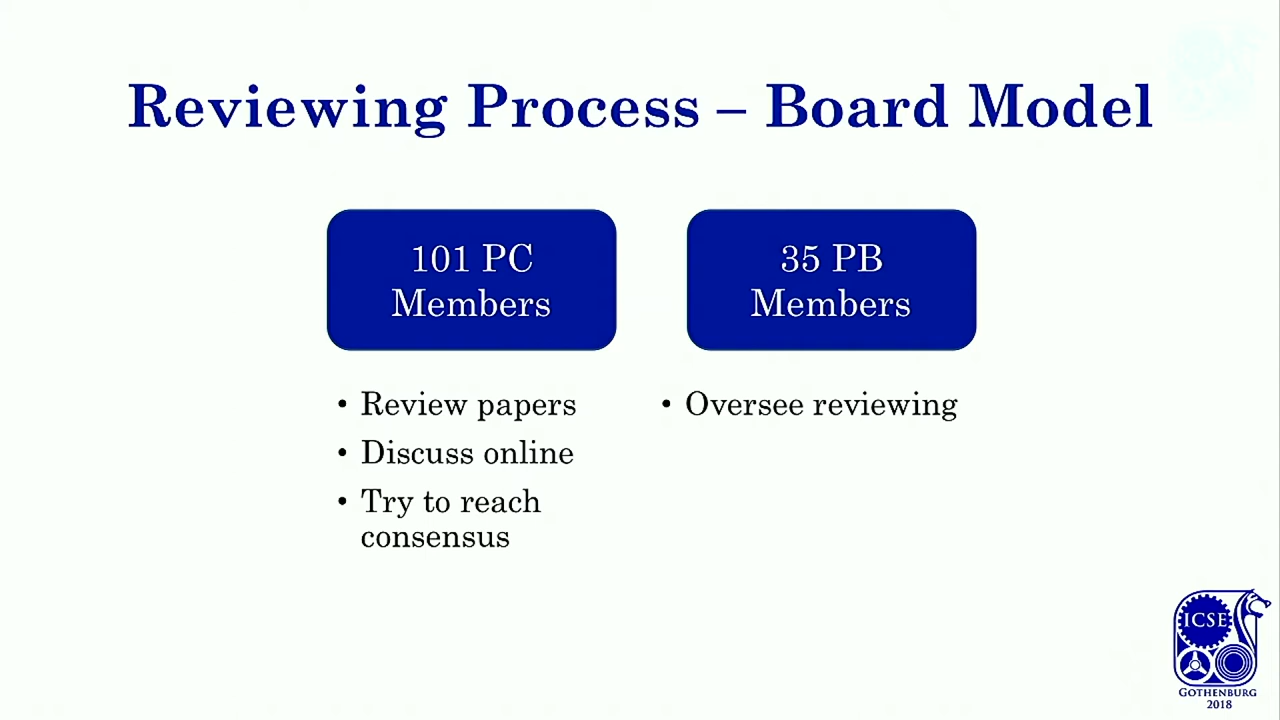 Reviewing Process – Board Model
101 PC
Members
35 PB
Members
• Review papers
• Discuss online
• Try to reach
consensus
• Oversee reviewing
ICSE
GOTHENBURG
2018